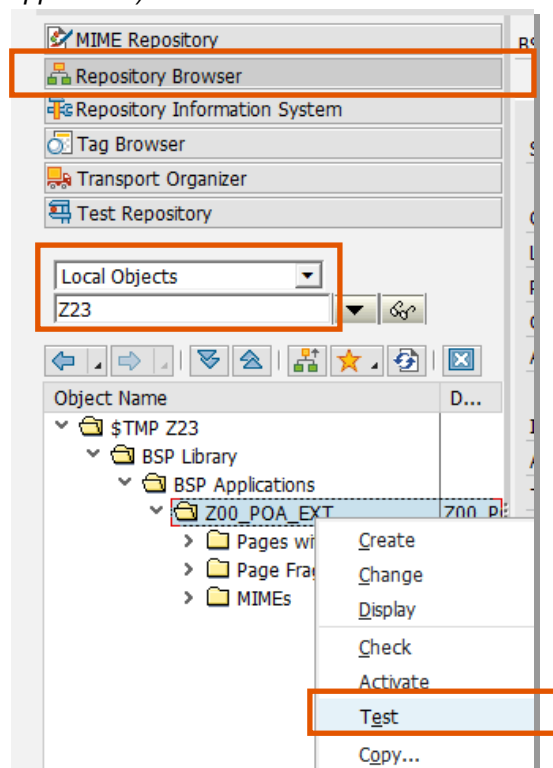 MIME Repository
Repository Browser
Repository Information System
Tag Browser
Transport Organizer
Test Repository
Local Objects
Z23
Object Name D...
$TMP Z23
BSP Library
BSP Applications
Z00_POA_EXT
Pages wi
Page Fra
MIMEs
Create
Change
Display
Check
Activate
Test
Copy...